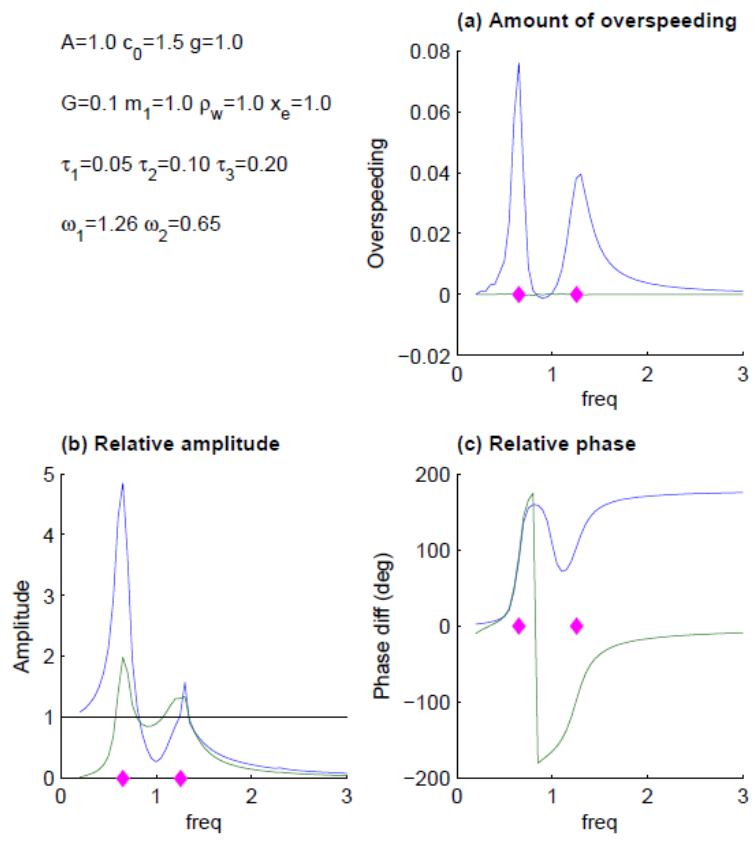 A=1.0 c₀=1.5 g=1.0
G=0.1 m₁=1.0 ρ_w=1.0 x_e=1.0
τ₁=0.05 τ₂=0.10 τ₃=0.20
ω₁=1.26 ω₂=0.65
(a) Amount of overspeeding
0.08
0.06
0.04
0.02
0
−0.02
Overspeeding
0 1 2 3
freq
(b) Relative amplitude
5
4
3
2
1
0
Amplitude
0 1 2 3
freq
(c) Relative phase
200
100
0
−100
−200
Phase diff (deg)
0 1 2 3
freq